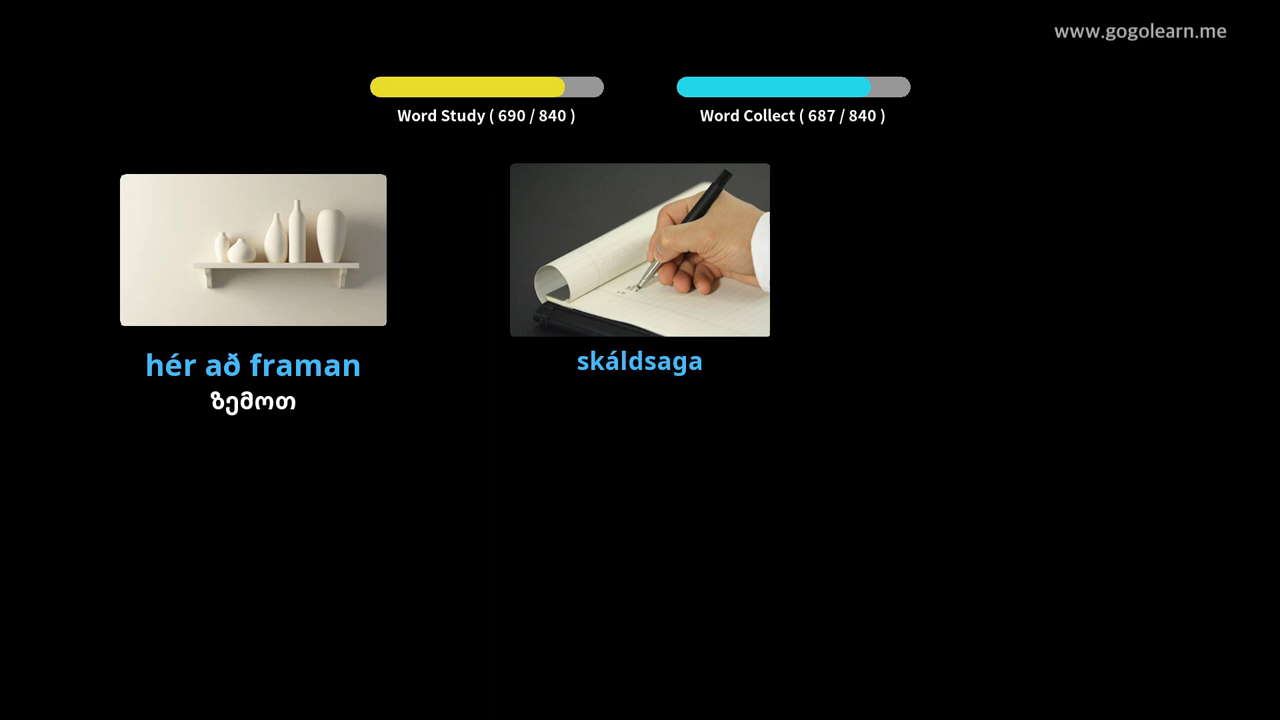 www.gogolearn.me
Word Study ( 690 / 840 )
Word Collect ( 687 / 840 )
hér að framan
ზემოთ
skáldsaga